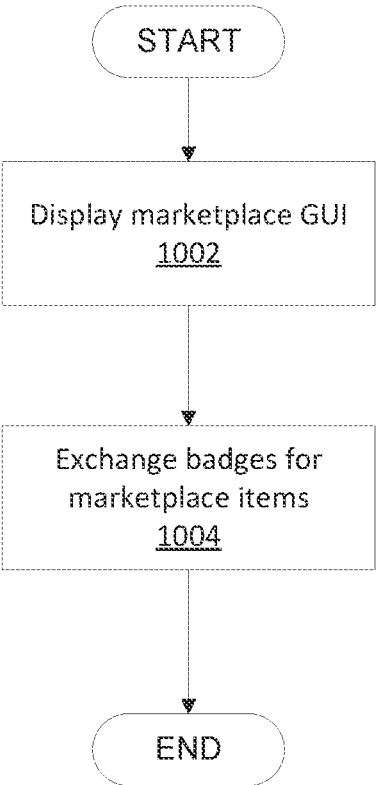 START
Display marketplace GUI
1002
Exchange badges for
marketplace items
1004
END